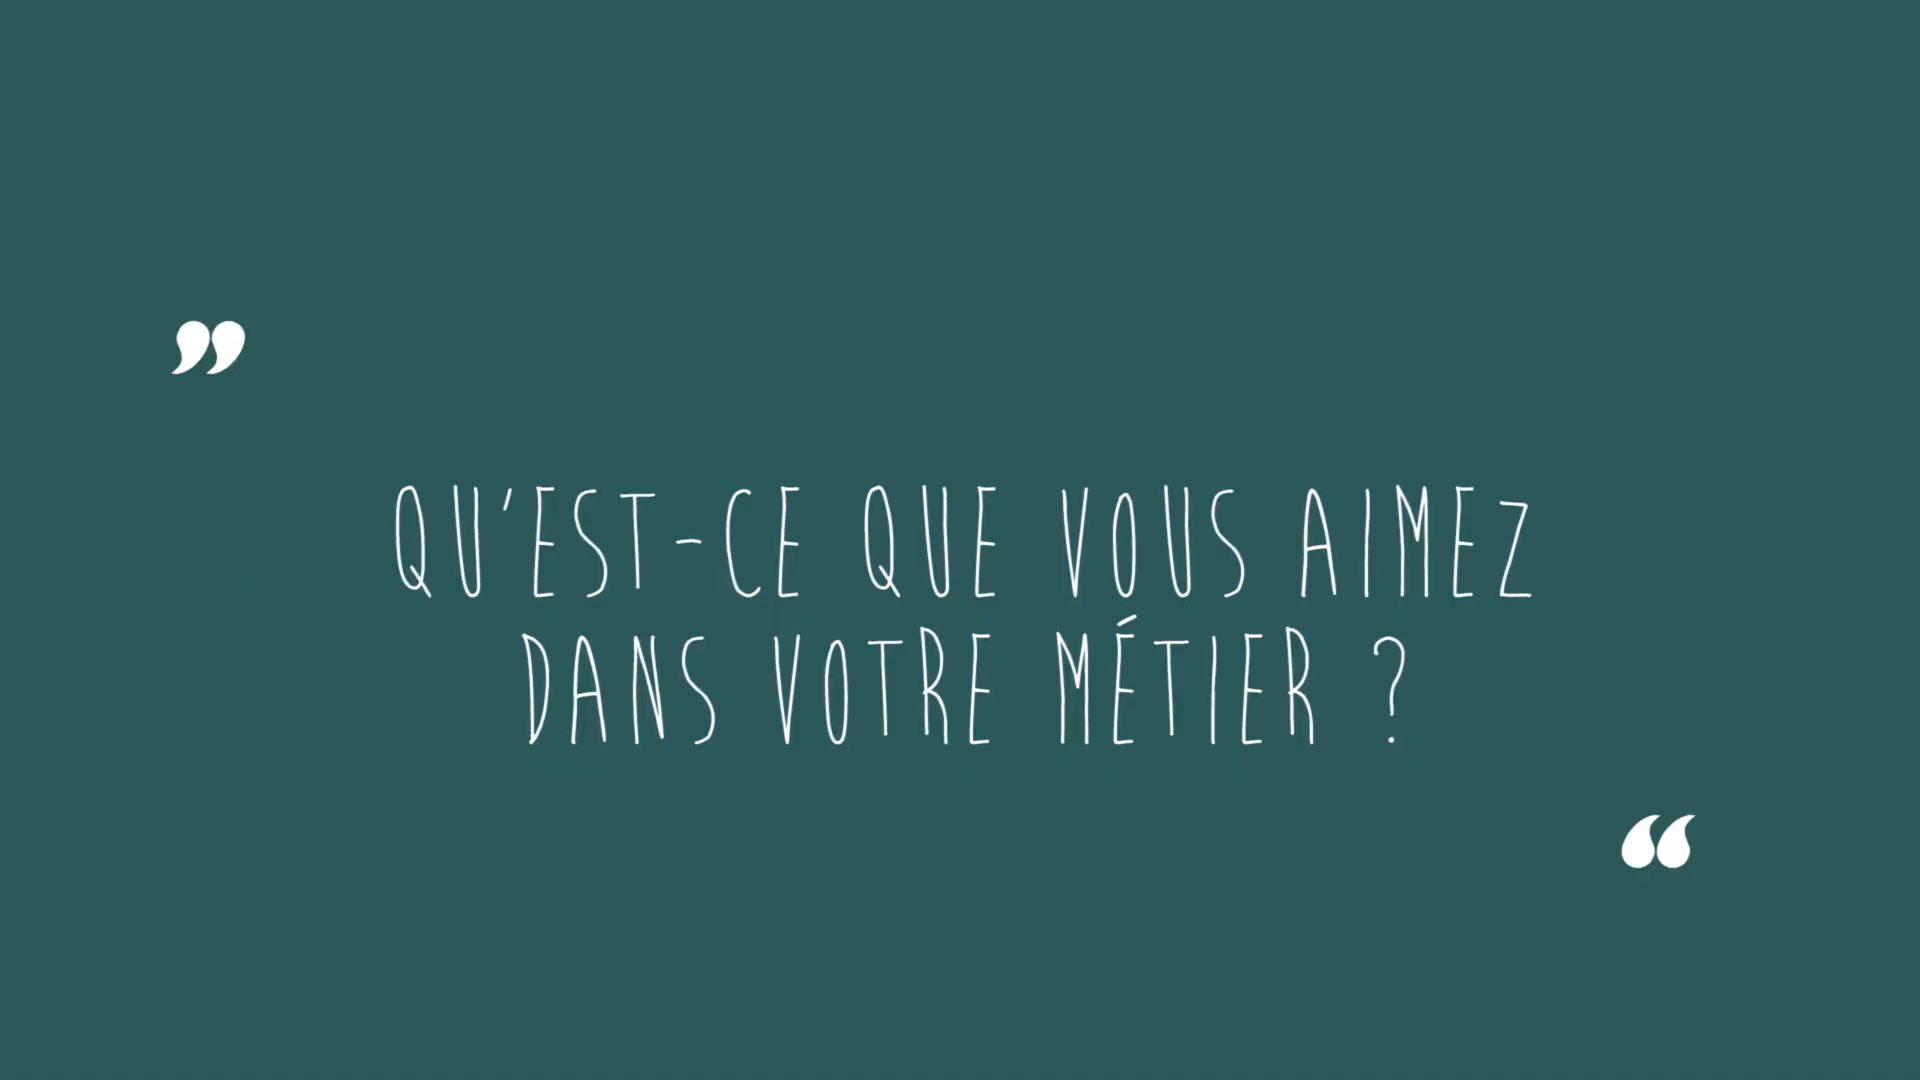 ”
QU'EST-CE QUE VOUS AIMEZ
DANS VOTRE MÉTIER ?
“